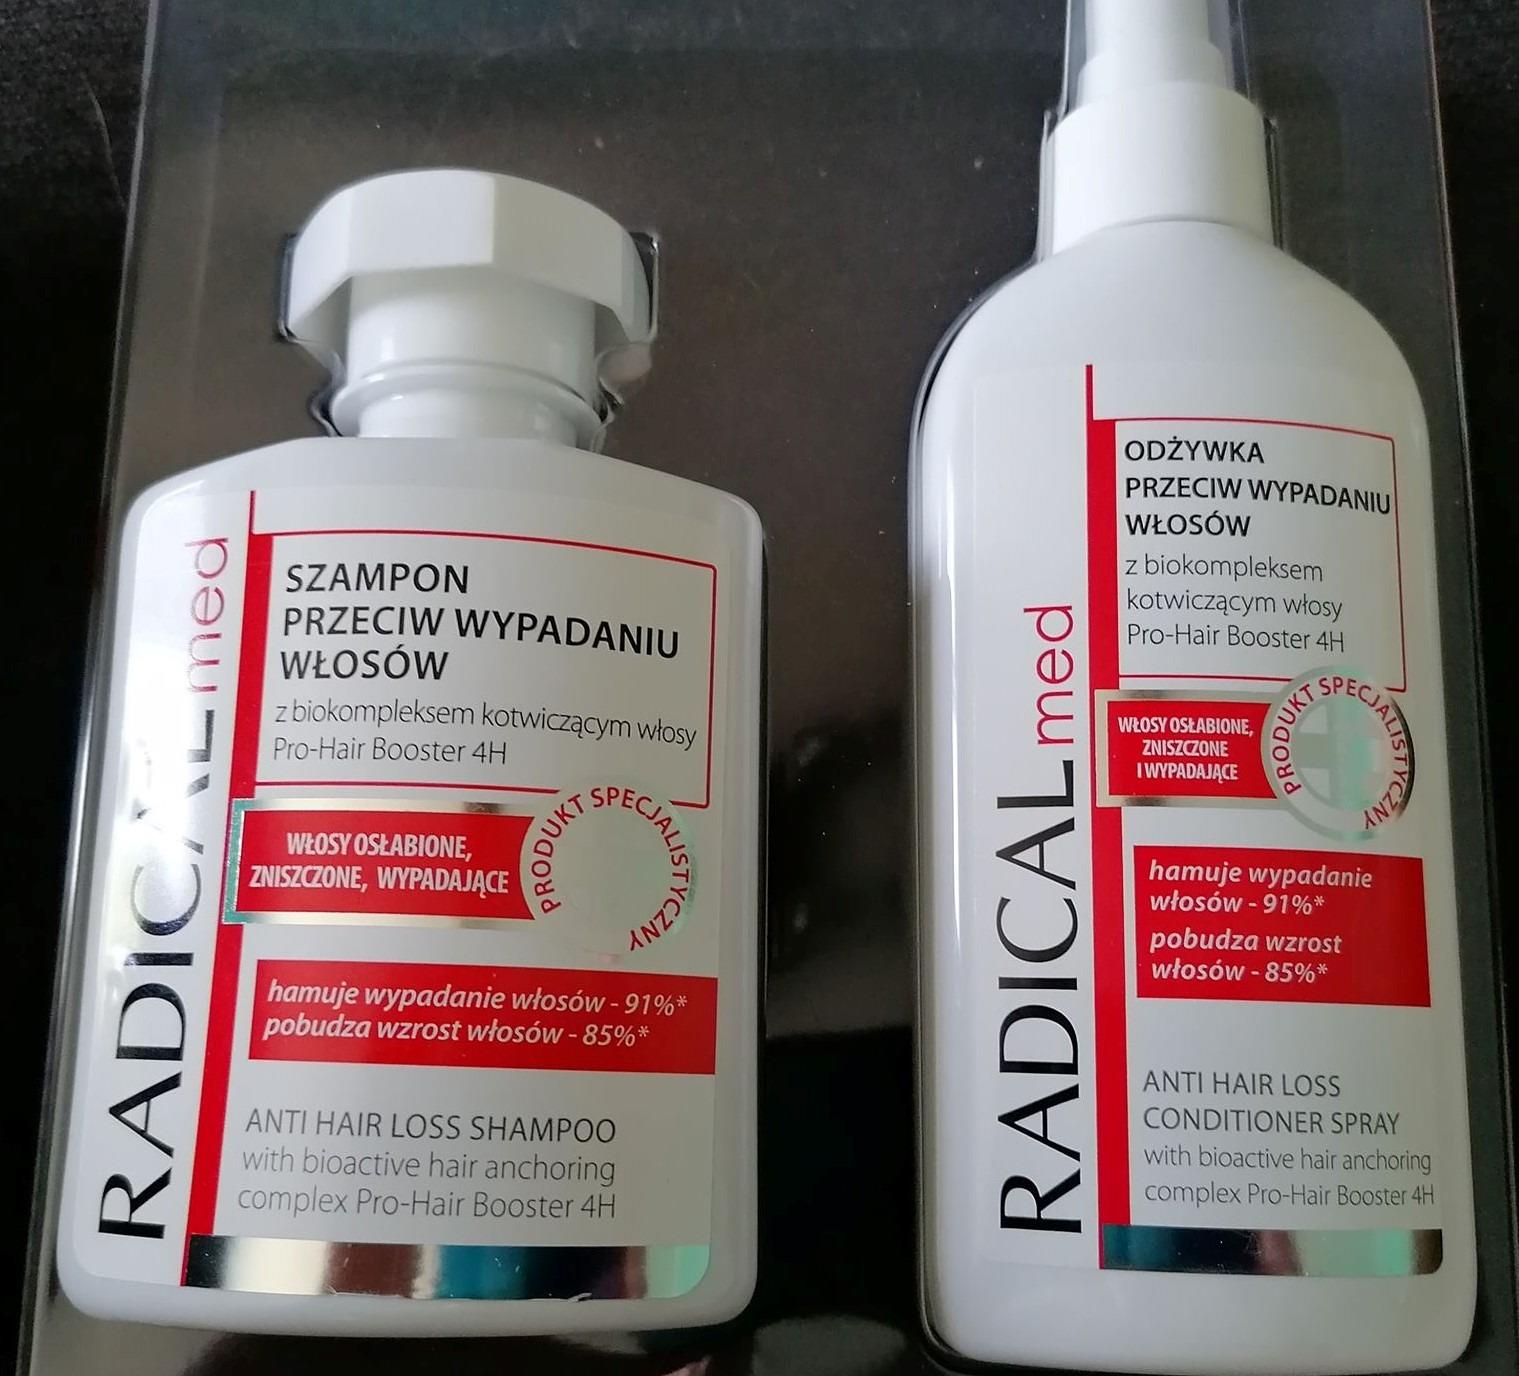 RADICAL med
SZAMPON
PRZECIW WYPADANIU
WŁOSÓW
z biokompleksem kotwiczącym włosy
Pro-Hair Booster 4H
WŁOSY OSŁABIONE,
ZNISZCZONE, WYPADAJĄCE
PRODUKT SPECJALISTYCZNY
hamuje wypadanie włosów - 91%*
pobudza wzrost włosów - 85%*
ANTI HAIR LOSS SHAMPOO
with bioactive hair anchoring
complex Pro-Hair Booster 4H
RADICAL med
ODŻYWKA
PRZECIW WYPADANIU
WŁOSÓW
z biokompleksem
kotwiczącym włosy
Pro-Hair Booster 4H
WŁOSY OSŁABIONE,
ZNISZCZONE
I WYPADAJĄCE
PRODUKT SPECJALISTYCZNY
hamuje wypadanie
włosów - 91%*
pobudza wzrost
włosów - 85%*
ANTI HAIR LOSS
CONDITIONER SPRAY
with bioactive hair anchoring
complex Pro-Hair Booster 4H